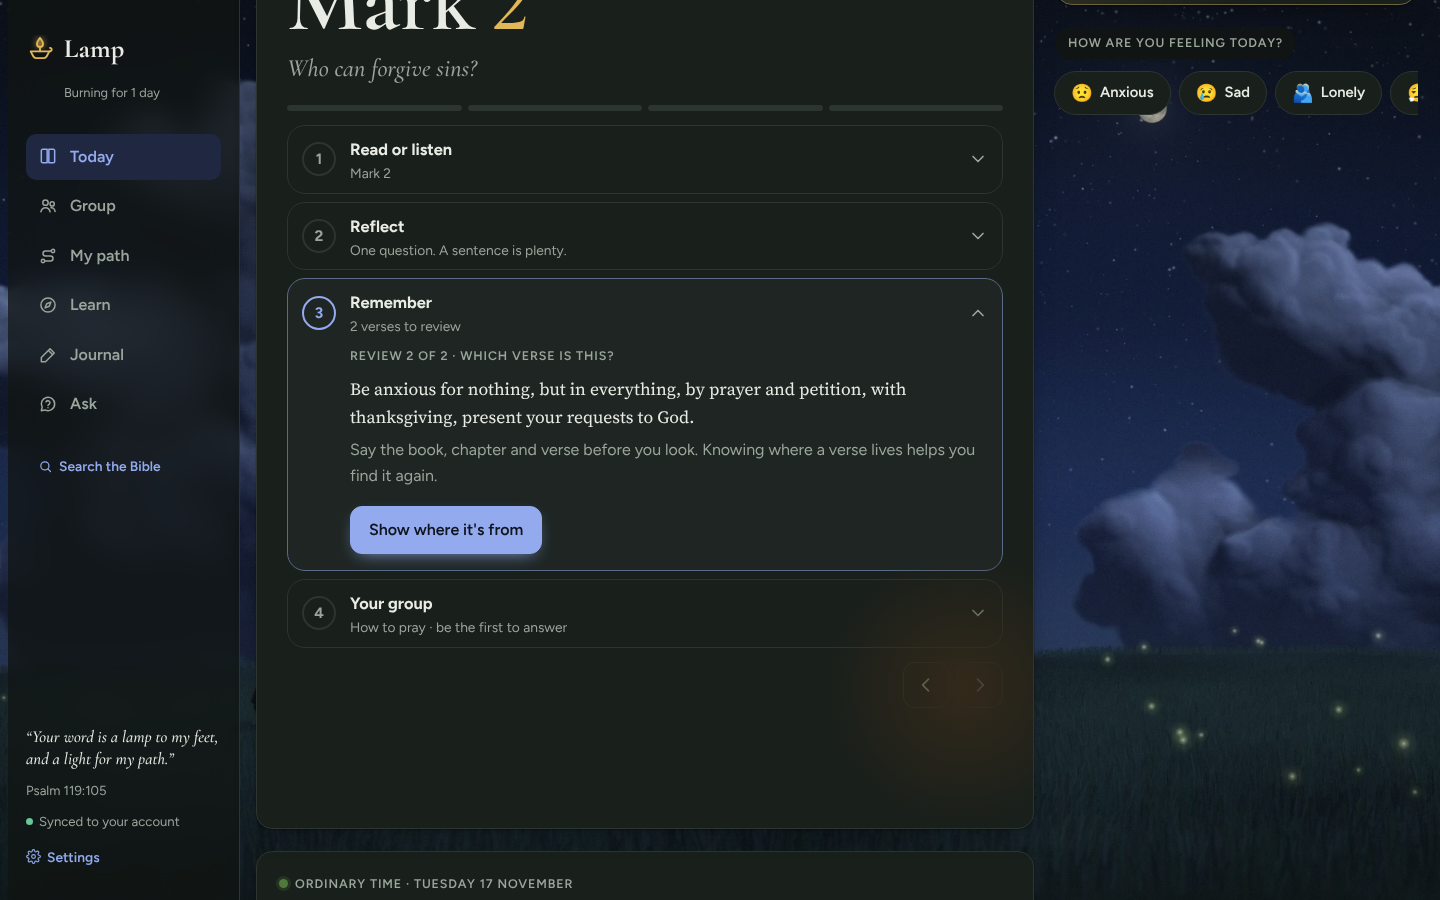 Lamp
Burning for 1 day
Today
Group
My path
Learn
Journal
Ask
Search the Bible
“Your word is a lamp to my feet,
and a light for my path.”
Psalm 119:105
Synced to your account
Settings
Mark 2
Who can forgive sins?
1
Read or listen
Mark 2
2
Reflect
One question. A sentence is plenty.
3
Remember
2 verses to review
REVIEW 2 OF 2 · WHICH VERSE IS THIS?
Be anxious for nothing, but in everything, by prayer and petition, with
thanksgiving, present your requests to God.
Say the book, chapter and verse before you look. Knowing where a verse lives helps you
find it again.
Show where it's from
4
Your group
How to pray · be the first to answer
ORDINARY TIME · TUESDAY 17 NOVEMBER
HOW ARE YOU FEELING TODAY?
Anxious
Sad
Lonely